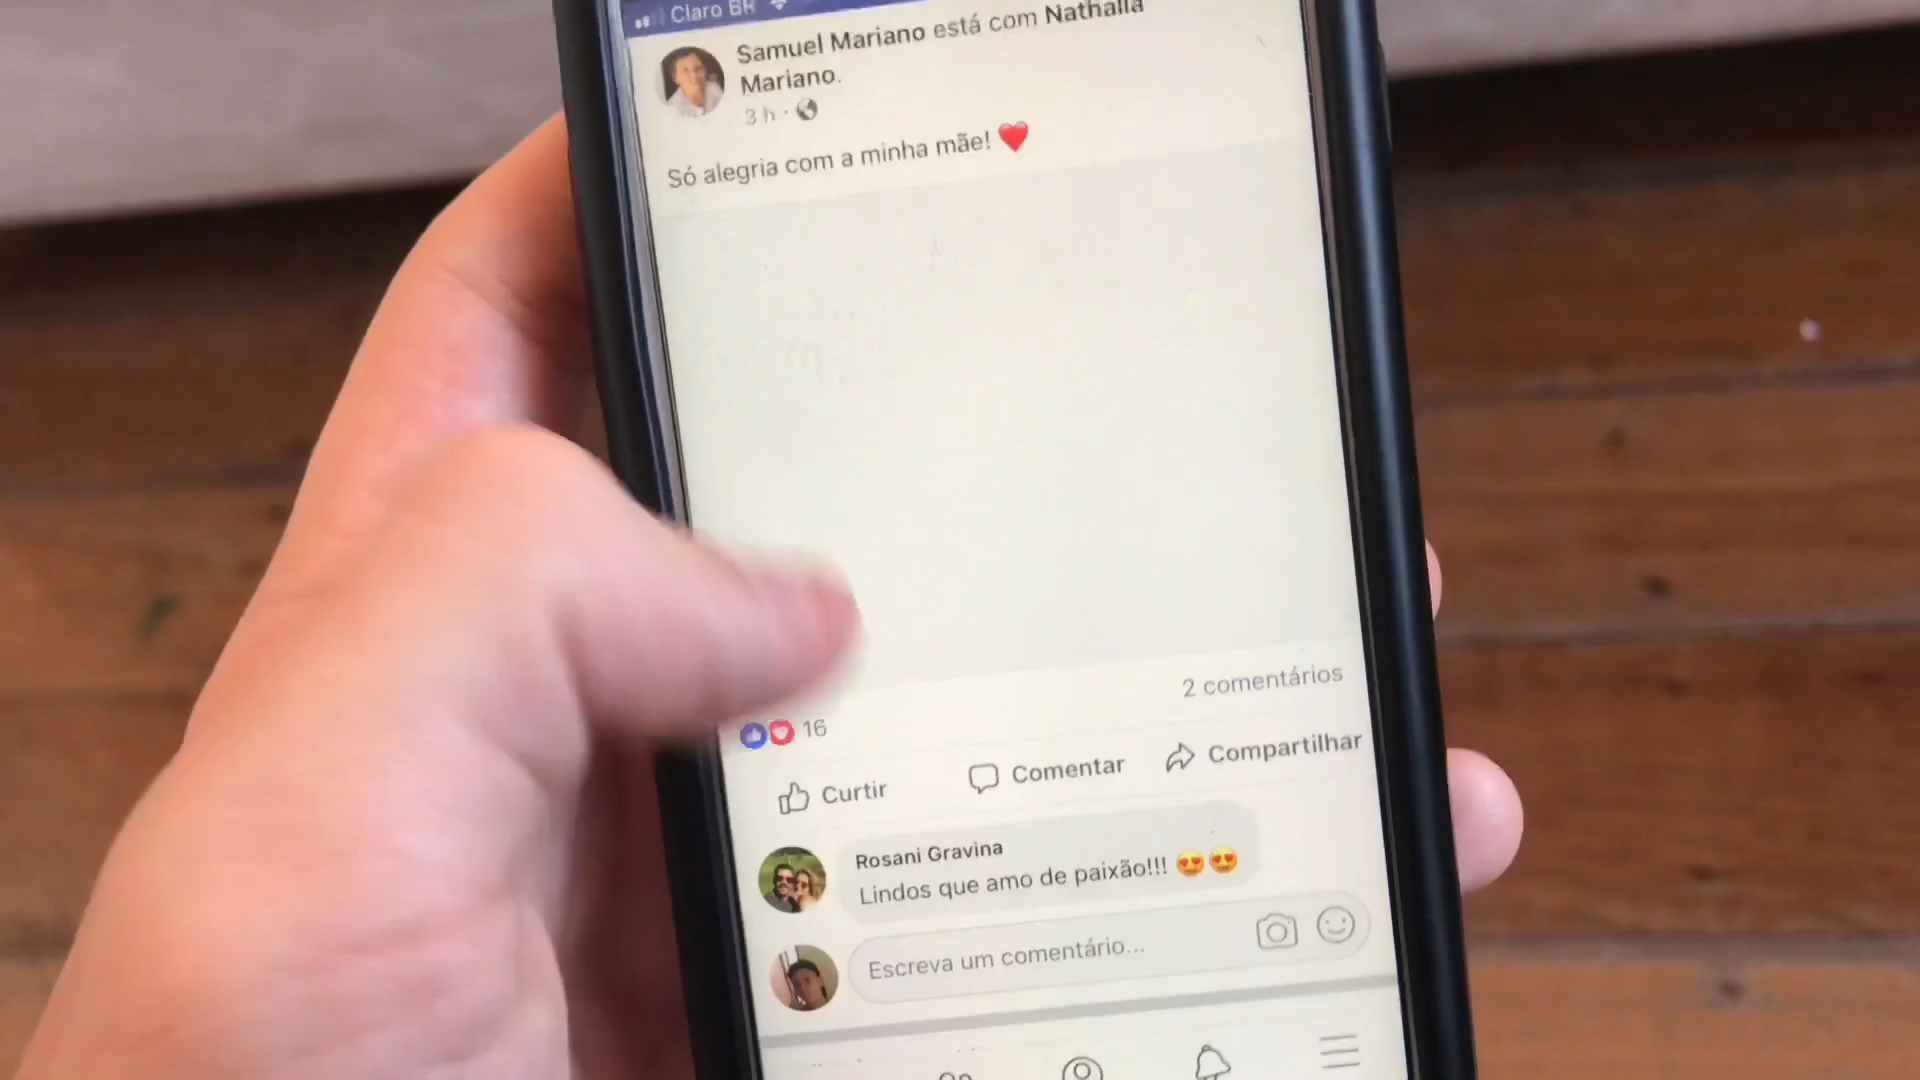 Claro BR
Samuel Mariano está com Nathalia
Mariano.
3 h ·
Só alegria com a minha mãe! ❤️
2 comentários
16
Curtir
Comentar
Compartilhar
Rosani Gravina
Lindos que amo de paixão!!! 😍😍
Escreva um comentário...